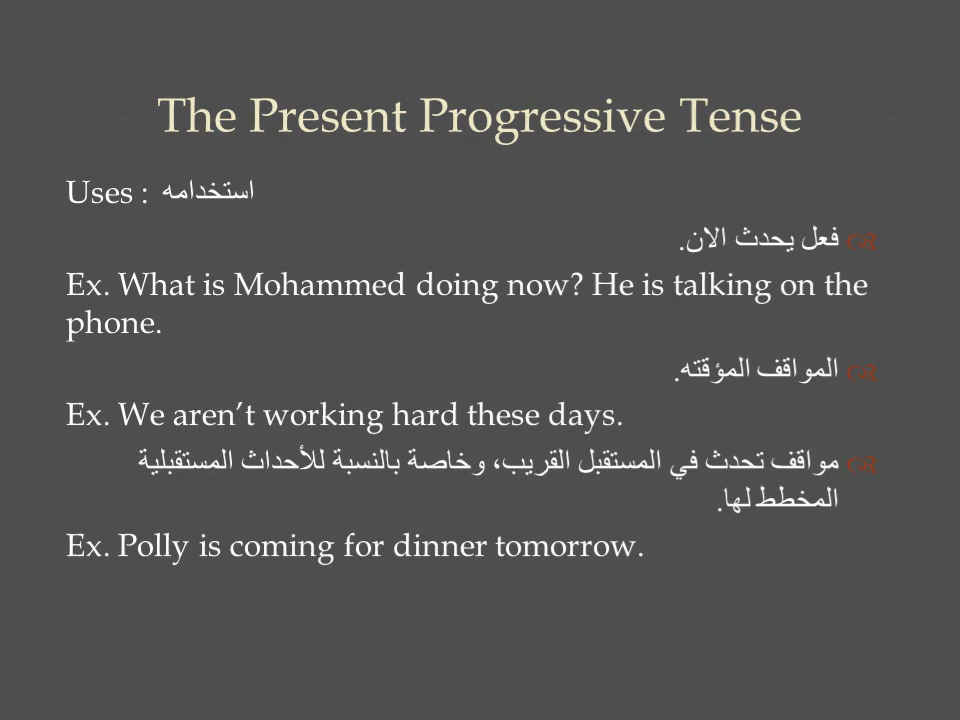 The Present Progressive Tense
Uses : استخدامه
فعل يحدث الان.
Ex. What is Mohammed doing now? He is talking on the
phone.
المواقف المؤقته.
Ex. We aren’t working hard these days.
مواقف تحدث في المستقبل القريب، وخاصة بالنسبة للأحداث المستقبلية
المخطط لها.
Ex. Polly is coming for dinner tomorrow.